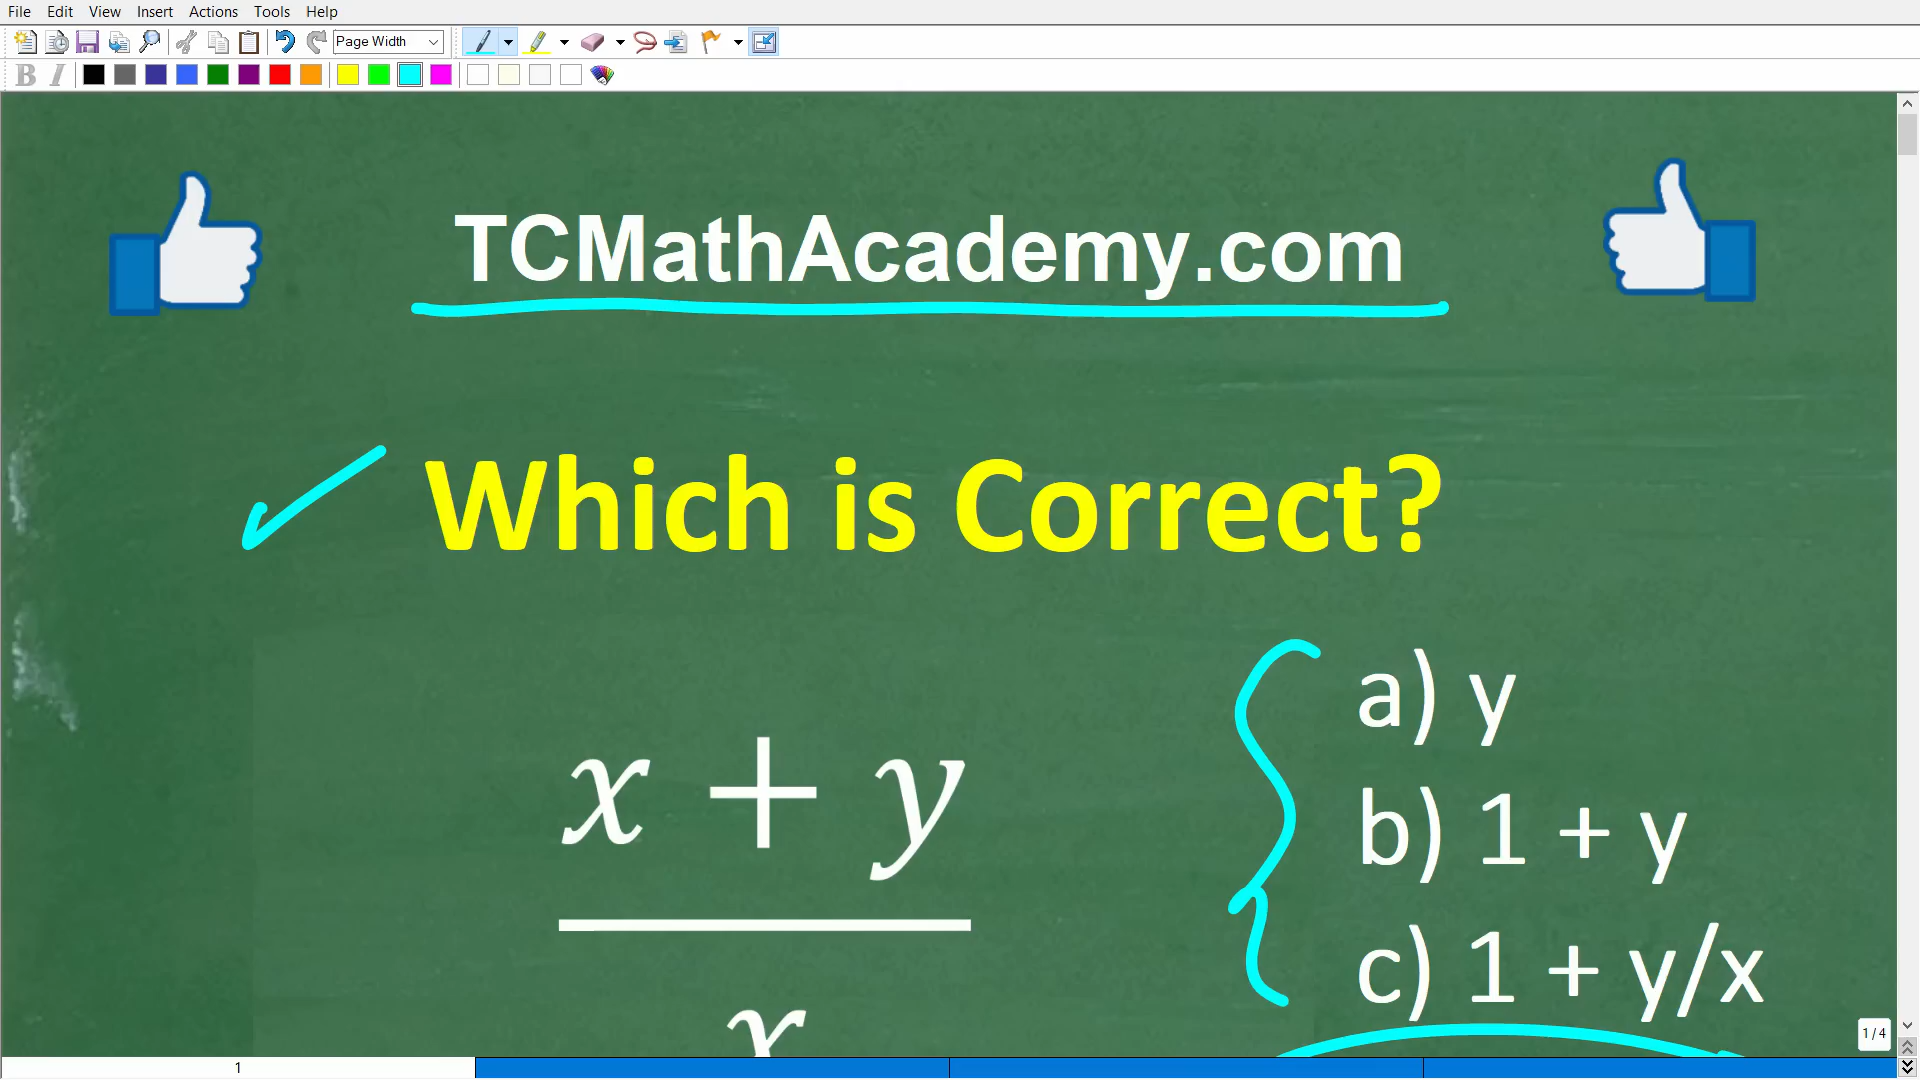 File Edit View Insert Actions Tools Help
Page Width
B I
TCMathAcademy.com
Which is Correct?
x + y
x
a) y
b) 1 + y
c) 1 + y/x
1 / 4
1